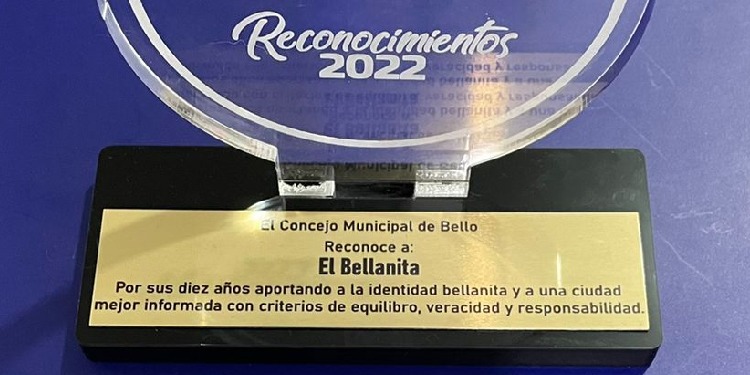 Reconocimientos
2022
El Concejo Municipal de Bello
Reconoce a:
El Bellanita
Por sus diez años aportando a la identidad bellanita y a una ciudad
mejor informada con criterios de equilibro, veracidad y responsabilidad.